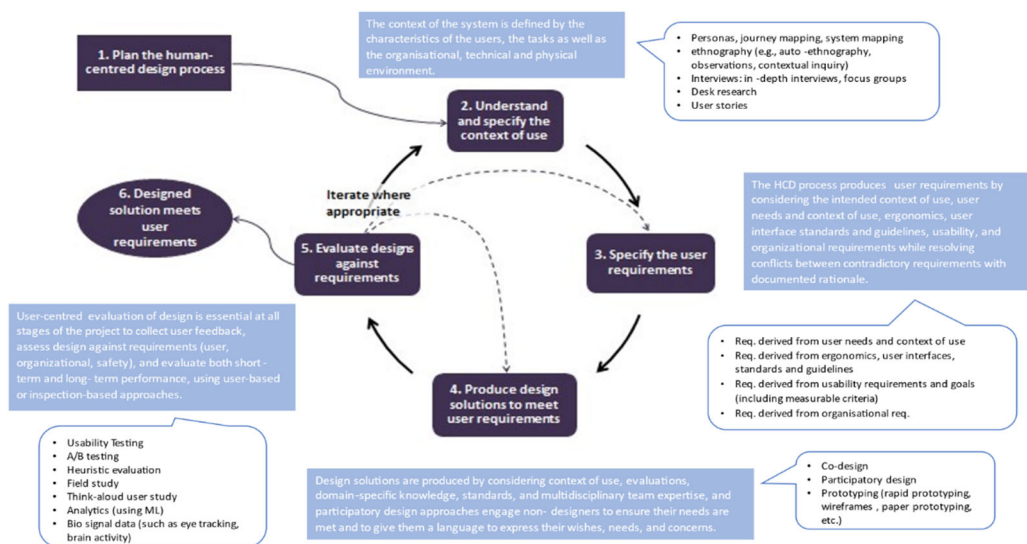 1. Plan the human-
centred design process
The context of the system is defined by the
characteristics of the users, the tasks as well as
the organisational, technical and physical
environment.
• Personas, journey mapping, system mapping
• ethnography (e.g., auto -ethnography,
observations, contextual inquiry)
• Interviews: in -depth interviews, focus groups
• Desk research
• User stories
2. Understand
and specify the
context of use
6. Designed
solution meets
user
requirements
Iterate where
appropriate
5. Evaluate designs
against
requirements
3. Specify the user
requirements
The HCD process produces user requirements by
considering the intended context of use, user
needs and context of use, ergonomics, user
interface standards and guidelines, usability, and
organizational requirements while resolving
conflicts between contradictory requirements with
documented rationale.
User-centred evaluation of design is essential at all
stages of the project to collect user feedback,
assess design against requirements (user,
organizational, safety), and evaluate both short -
term and long- term performance, using user-based
or inspection-based approaches.
• Req. derived from user needs and context of use
• Req. derived from ergonomics, user interfaces,
standards and guidelines
• Req. derived from usability requirements and goals
(including measurable criteria)
• Req. derived from organisational req.
4. Produce design
solutions to meet
user requirements
• Usability Testing
• A/B testing
• Heuristic evaluation
• Field study
• Think-aloud user study
• Analytics (using ML)
• Bio signal data (such as eye tracking,
brain activity)
Design solutions are produced by considering context of use, evaluations,
domain-specific knowledge, standards, and multidisciplinary team expertise, and
participatory design approaches engage non- designers to ensure their needs are
met and to give them a language to express their wishes, needs, and concerns.
• Co-design
• Participatory design
• Prototyping (rapid prototyping,
wireframes , paper prototyping,
etc.)